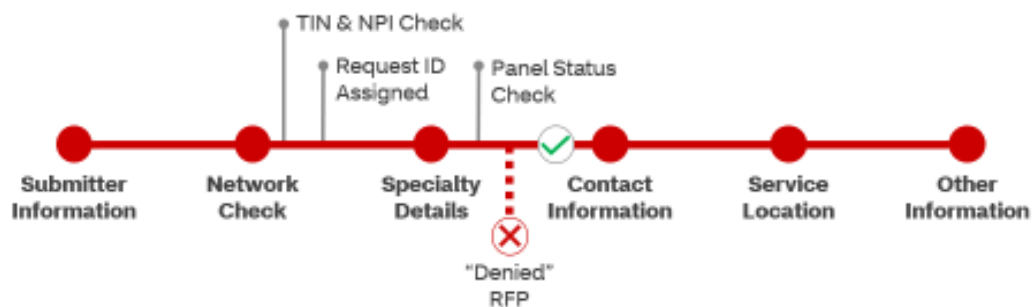 TIN & NPI Check
Request ID
Assigned
Panel Status
Check
Submitter
Information
Network
Check
Specialty
Details
Contact
Information
Service
Location
Other
Information
“Denied”
RFP